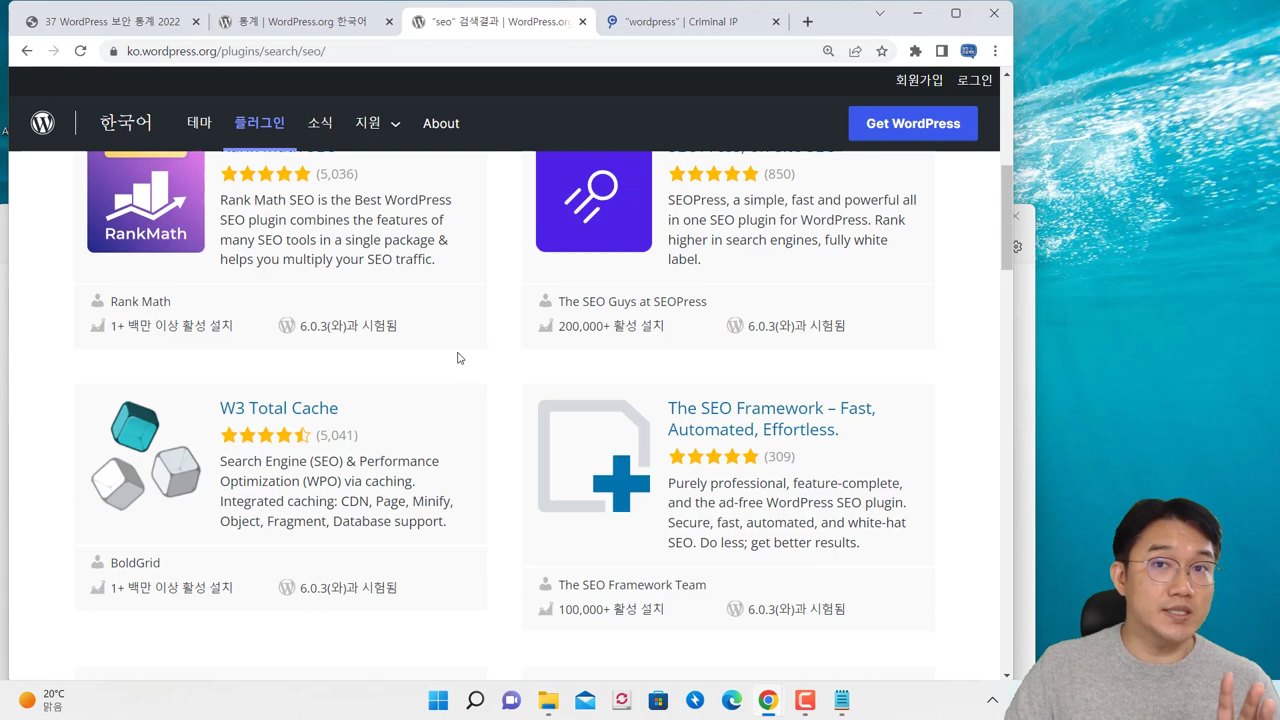 37 WordPress 보안 통계 2022
통계 | WordPress.org 한국어
"seo" 검색결과 | WordPress.or
"wordpress" | Criminal IP
ko.wordpress.org/plugins/search/seo/
회원가입 로그인
한국어 테마 플러그인 소식 지원 About Get WordPress
RankMath
(5,036)
Rank Math SEO is the Best WordPress
SEO plugin combines the features of
many SEO tools in a single package &
helps you multiply your SEO traffic.
Rank Math
1+ 백만 이상 활성 설치 6.0.3(와)과 시험됨
(850)
SEOPress, a simple, fast and powerful all
in one SEO plugin for WordPress. Rank
higher in search engines, fully white
label.
The SEO Guys at SEOPress
200,000+ 활성 설치 6.0.3(와)과 시험됨
W3 Total Cache
(5,041)
Search Engine (SEO) & Performance
Optimization (WPO) via caching.
Integrated caching: CDN, Page, Minify,
Object, Fragment, Database support.
BoldGrid
1+ 백만 이상 활성 설치 6.0.3(와)과 시험됨
The SEO Framework – Fast,
Automated, Effortless.
(309)
Purely professional, feature-complete,
and the ad-free WordPress SEO plugin.
Secure, fast, automated, and white-hat
SEO. Do less; get better results.
The SEO Framework Team
100,000+ 활성 설치 6.0.3(와)과 시험됨
20℃
맑음